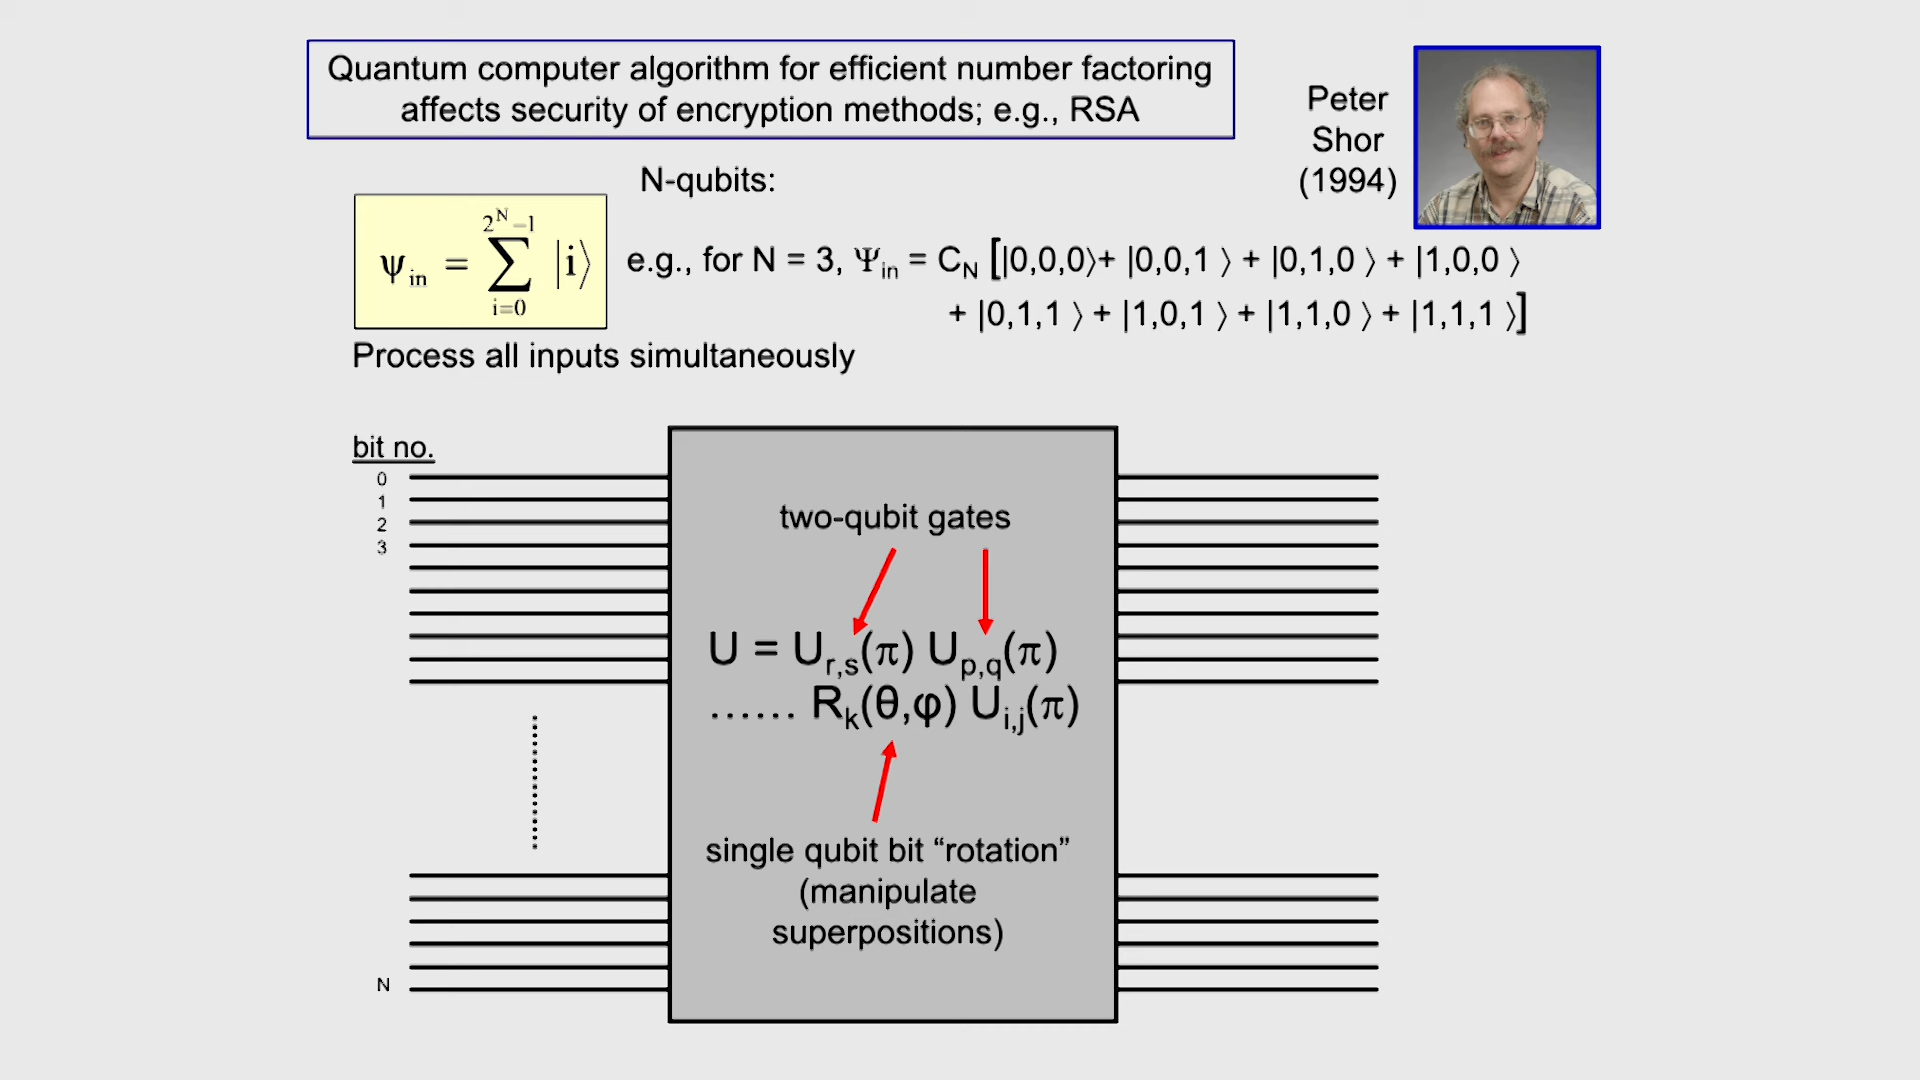 Quantum computer algorithm for efficient number factoring
affects security of encryption methods; e.g., RSA
Peter
Shor
(1994)
N-qubits:
ψ_in = ∑_{i=0}^{2^N−1} |i⟩
e.g., for N = 3, Ψ_in = C_N [|0,0,0⟩+ |0,0,1 ⟩ + |0,1,0 ⟩ + |1,0,0 ⟩
+ |0,1,1 ⟩ + |1,0,1 ⟩ + |1,1,0 ⟩ + |1,1,1 ⟩]
Process all inputs simultaneously
bit no.
0
1
2
3
N
two-qubit gates
U = U_{r,s}(π) U_{p,q}(π)
...... R_k(θ,φ) U_{i,j}(π)
single qubit bit “rotation”
(manipulate
superpositions)